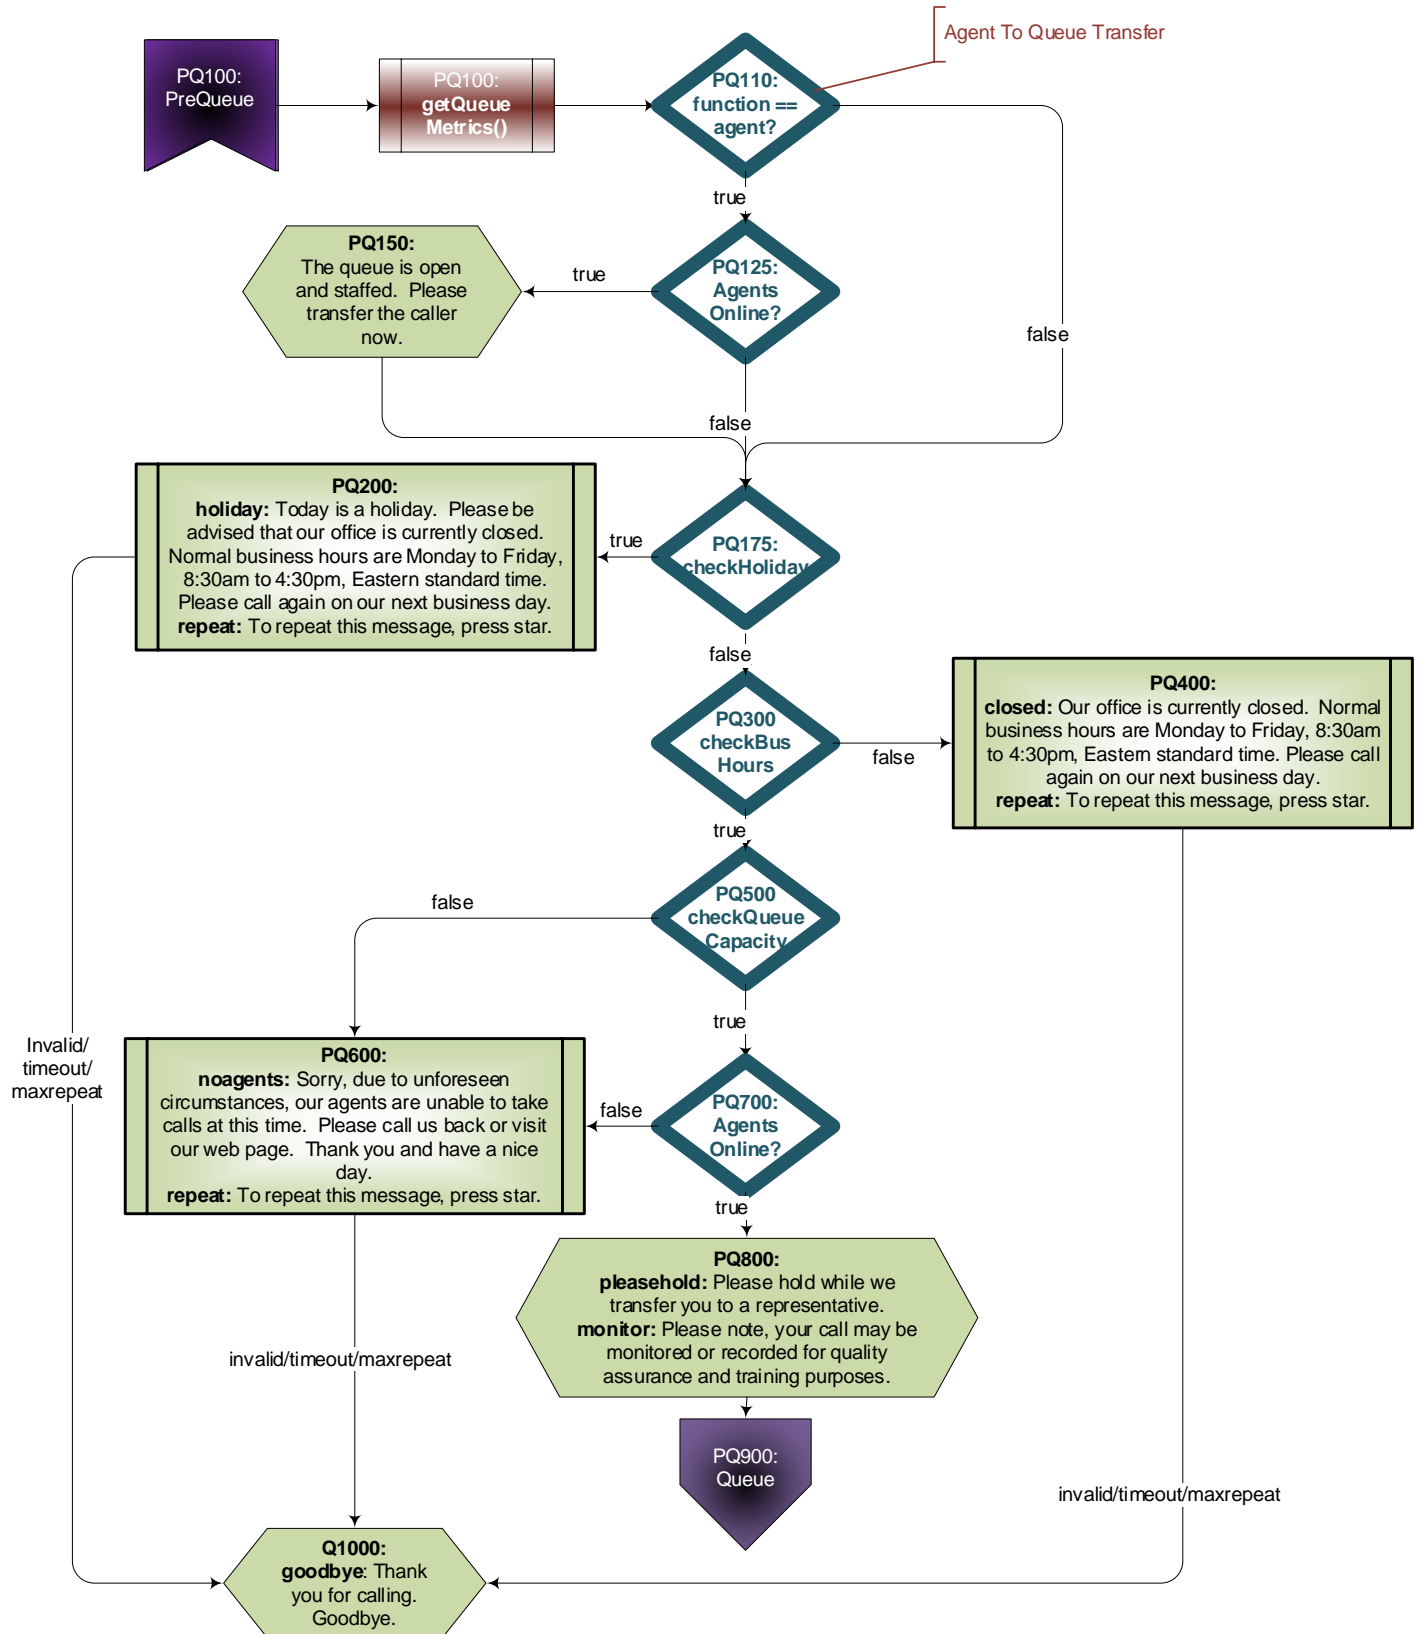 Agent To Queue Transfer
PQ100:
PreQueue
PQ100:
getQueue
Metrics()
PQ110:
function ==
agent?
true
false
PQ125:
Agents
Online?
true
false
PQ150:
The queue is open
and staffed.  Please
transfer the caller
now.
PQ175:
checkHoliday
true
false
PQ200:
holiday: Today is a holiday.  Please be
advised that our office is currently closed.
Normal business hours are Monday to Friday,
8:30am to 4:30pm, Eastern standard time.
Please call again on our next business day.
repeat: To repeat this message, press star.
PQ300
checkBus
Hours
false
true
PQ400:
closed: Our office is currently closed.  Normal
business hours are Monday to Friday, 8:30am
to 4:30pm, Eastern standard time. Please call
again on our next business day.
repeat: To repeat this message, press star.
PQ500
checkQueue
Capacity
false
true
Invalid/
timeout/
maxrepeat
PQ600:
noagents: Sorry, due to unforeseen
circumstances, our agents are unable to take
calls at this time.  Please call us back or visit
our web page.  Thank you and have a nice
day.
repeat: To repeat this message, press star.
PQ700:
Agents
Online?
false
true
PQ800:
pleasehold: Please hold while we
transfer you to a representative.
monitor: Please note, your call may be
monitored or recorded for quality
assurance and training purposes.
invalid/timeout/maxrepeat
PQ900:
Queue
invalid/timeout/maxrepeat
Q1000:
goodbye: Thank
you for calling.
Goodbye.